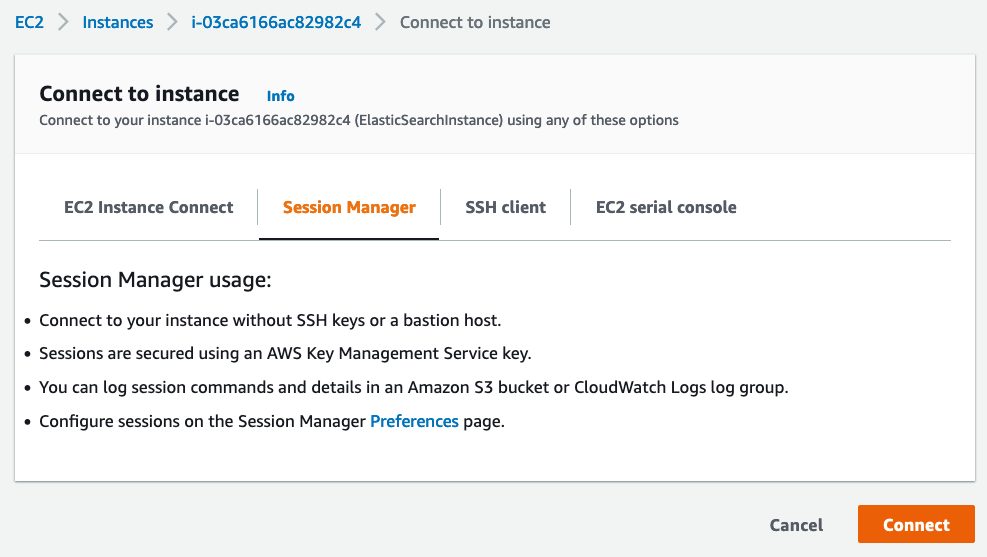 EC2 > Instances > i-03ca6166ac82982c4 > Connect to instance
Connect to instance Info
Connect to your instance i-03ca6166ac82982c4 (ElasticSearchInstance) using any of these options
EC2 Instance Connect Session Manager SSH client EC2 serial console
Session Manager usage:
• Connect to your instance without SSH keys or a bastion host.
• Sessions are secured using an AWS Key Management Service key.
• You can log session commands and details in an Amazon S3 bucket or CloudWatch Logs log group.
• Configure sessions on the Session Manager Preferences page.
Cancel Connect